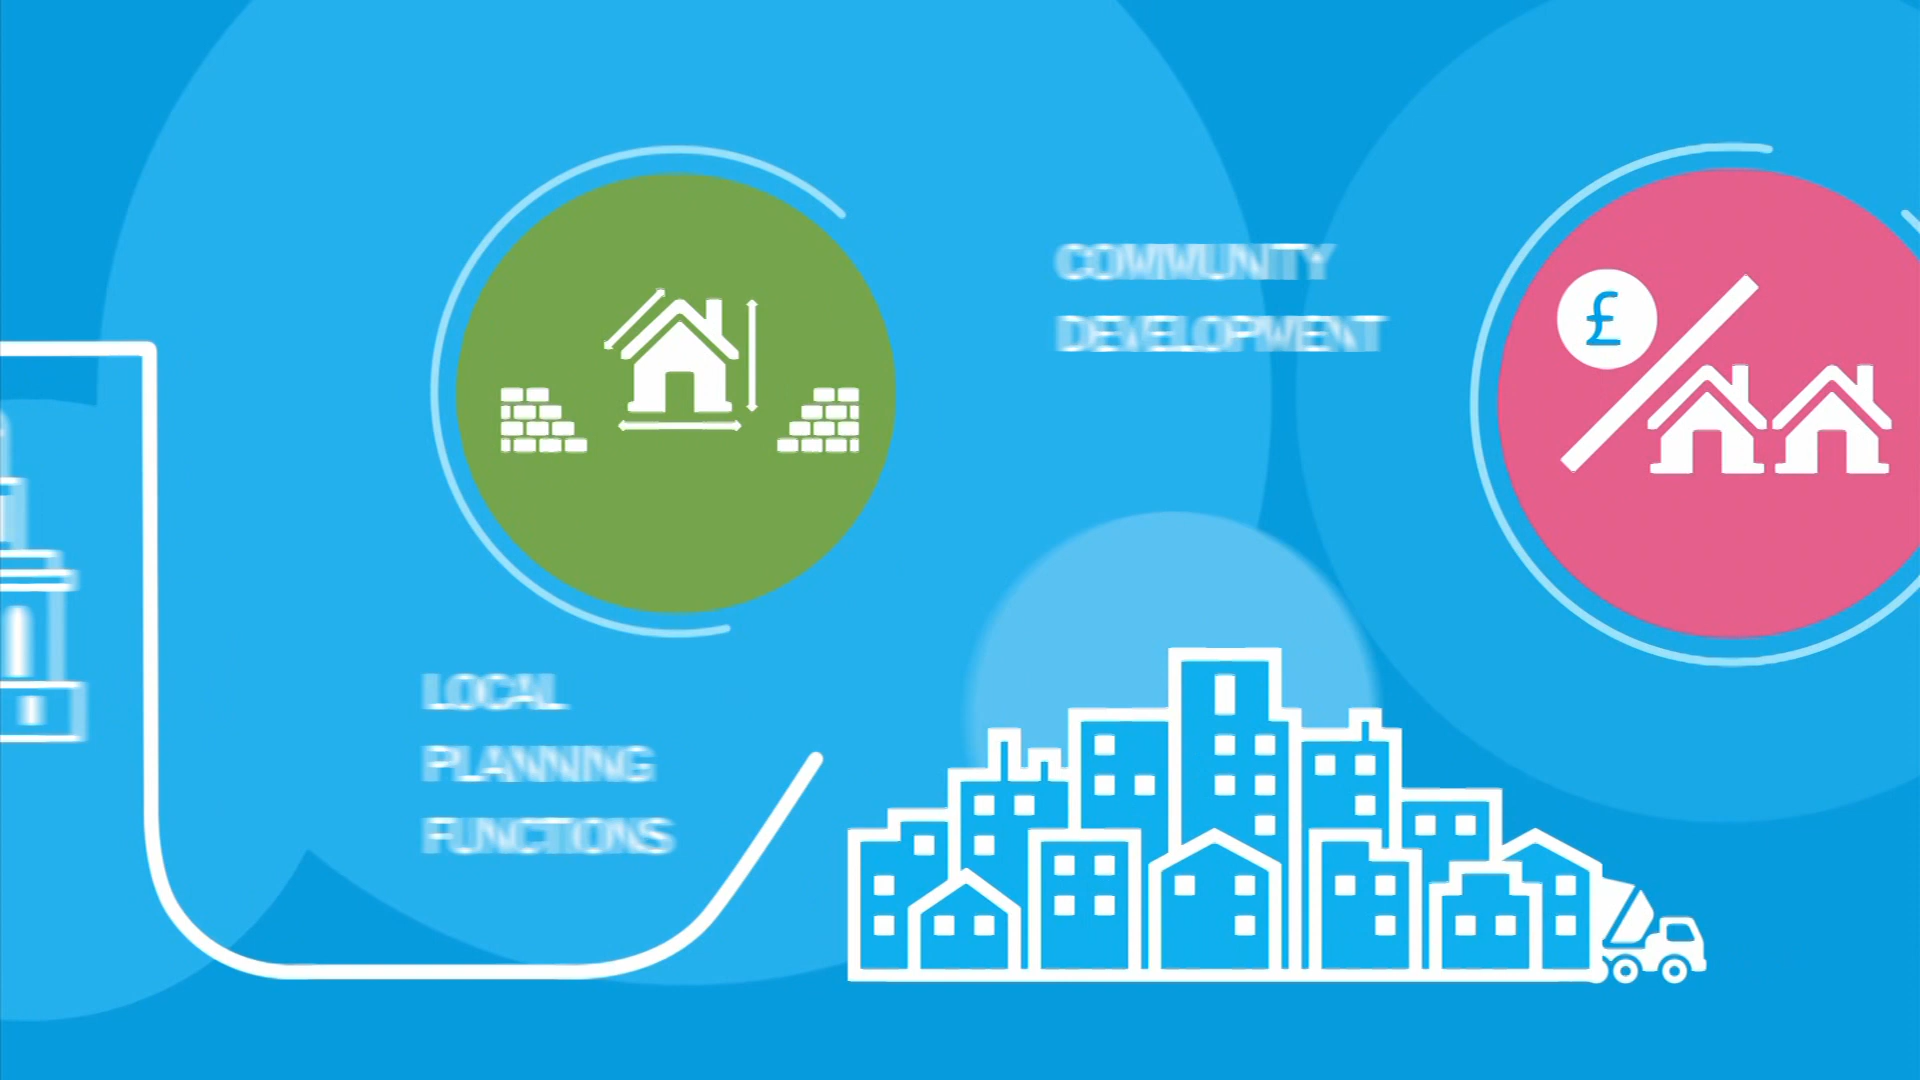 COMMUNITY
DEVELOPMENT
£
LOCAL
PLANNING
FUNCTIONS